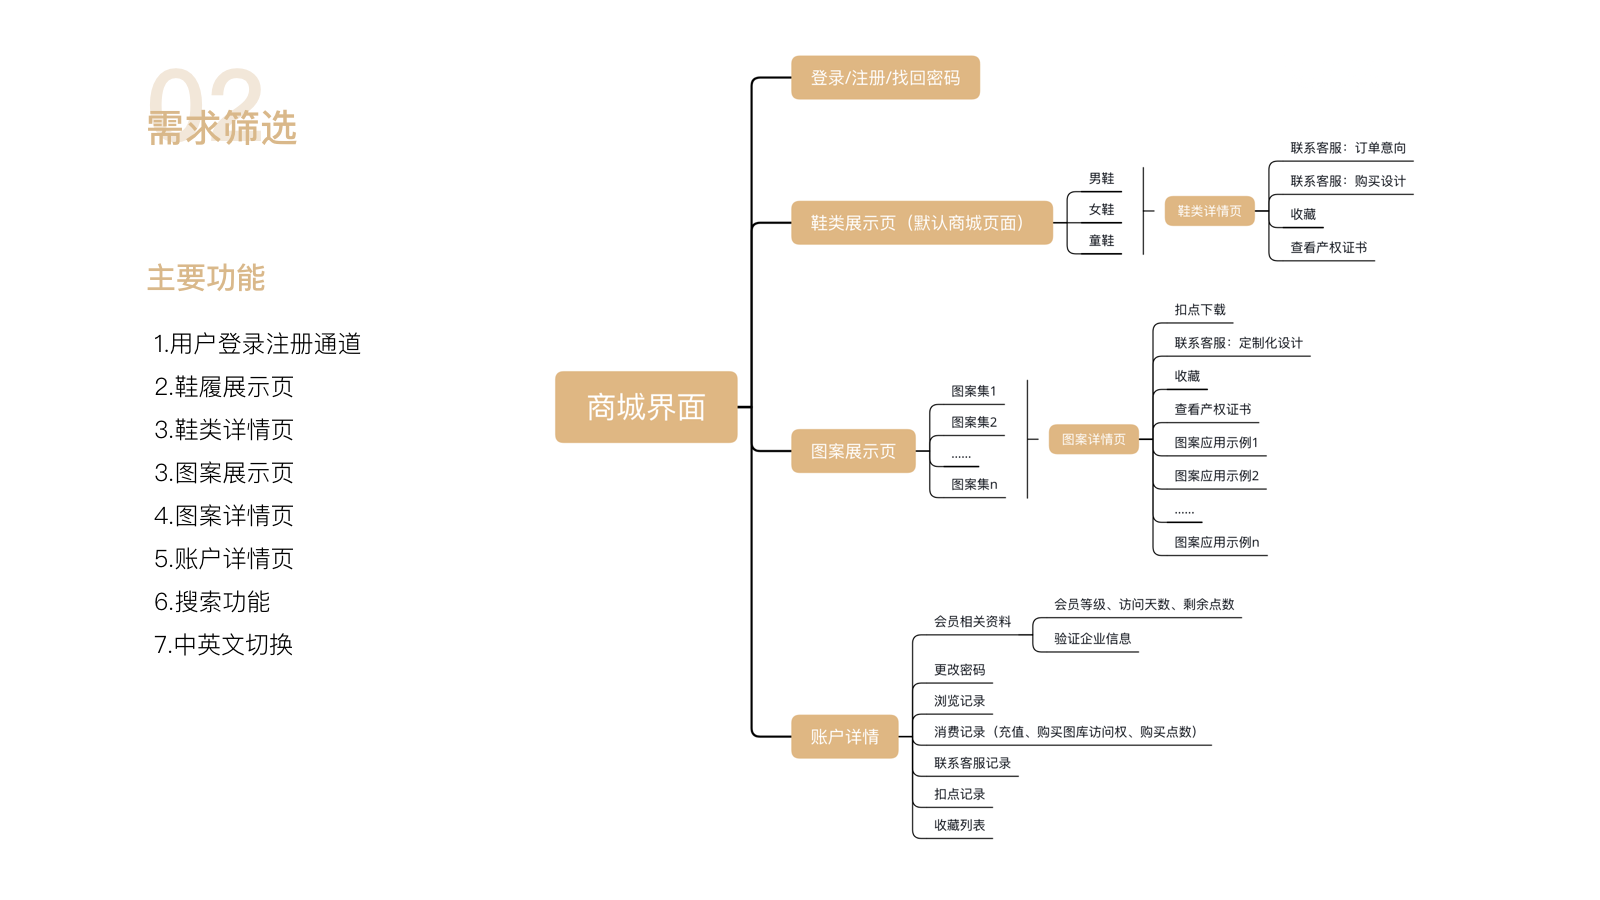 02
需求筛选
主要功能
1.用户登录注册通道
2.鞋履展示页
3.鞋类详情页
3.图案展示页
4.图案详情页
5.账户详情页
6.搜索功能
7.中英文切换
商城界面
登录/注册/找回密码
鞋类展示页（默认商城页面）
男鞋
女鞋
童鞋
鞋类详情页
联系客服：订单意向
联系客服：购买设计
收藏
查看产权证书
图案展示页
图案集1
图案集2
......
图案集n
图案详情页
扣点下载
联系客服：定制化设计
收藏
查看产权证书
图案应用示例1
图案应用示例2
......
图案应用示例n
账户详情
会员相关资料
会员等级、访问天数、剩余点数
验证企业信息
更改密码
浏览记录
消费记录（充值、购买图库访问权、购买点数）
联系客服记录
扣点记录
收藏列表